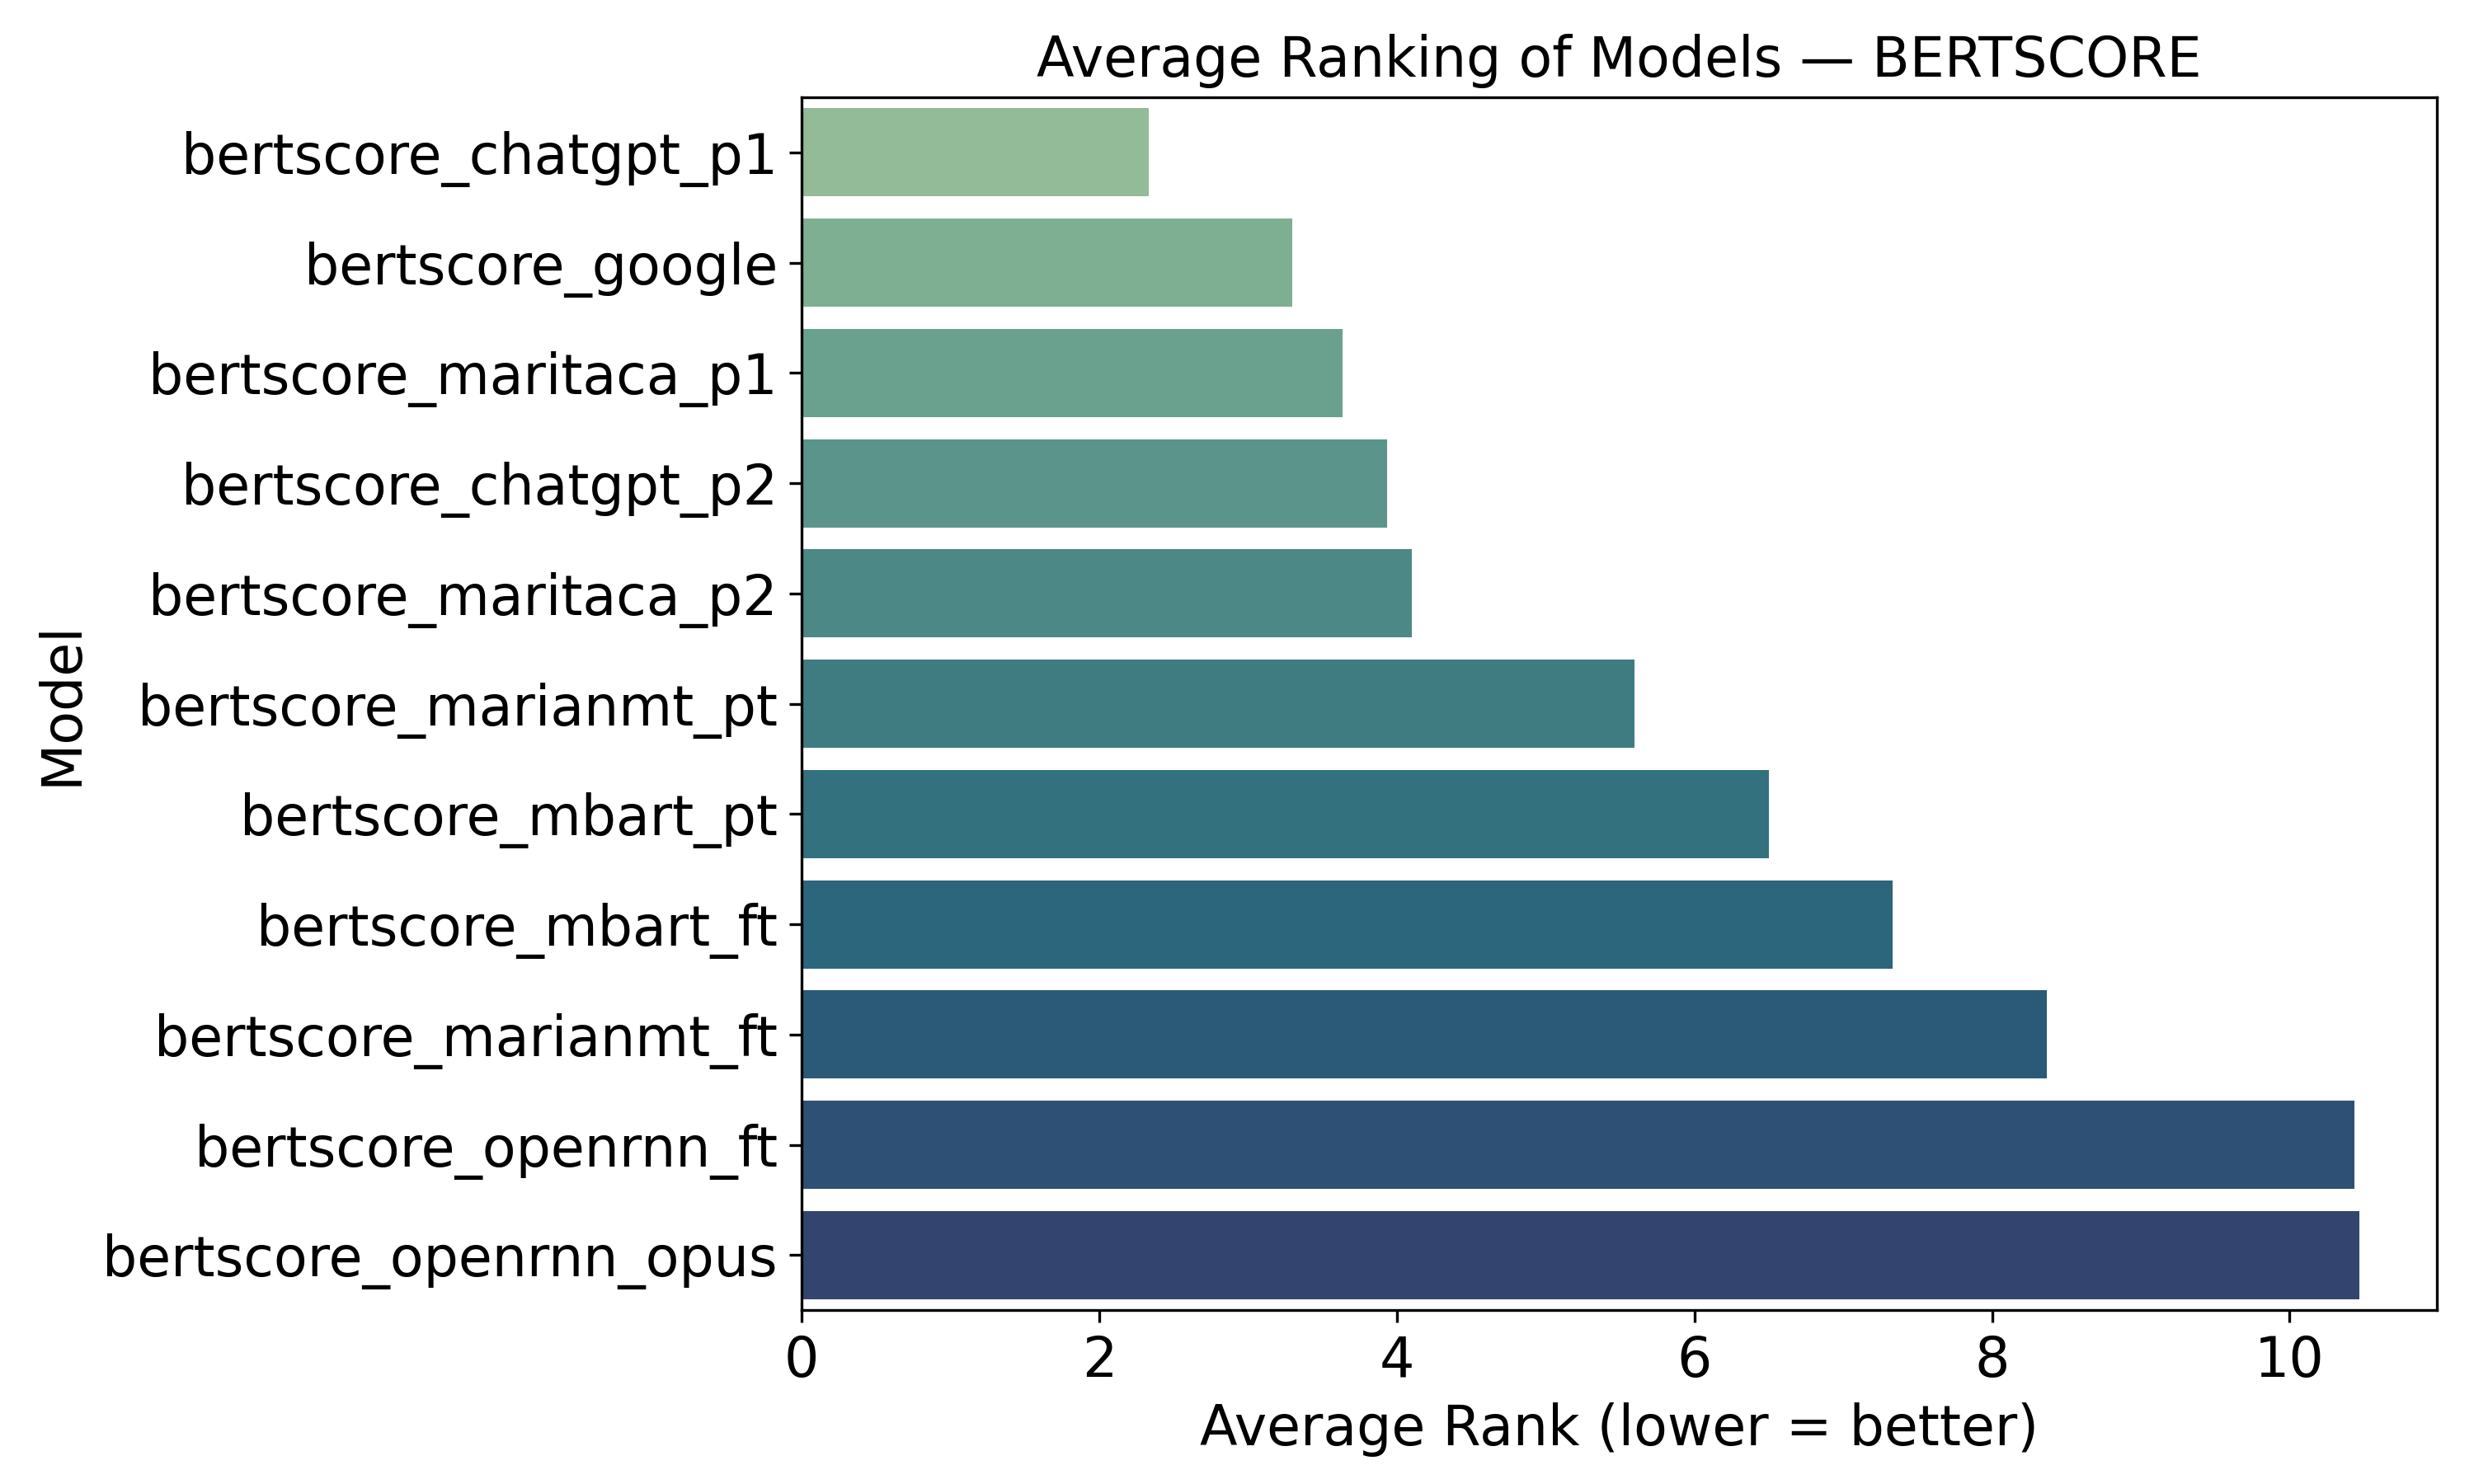 Average Ranking of Models — BERTSCORE
Model
bertscore_chatgpt_p1
bertscore_google
bertscore_maritaca_p1
bertscore_chatgpt_p2
bertscore_maritaca_p2
bertscore_marianmt_pt
bertscore_mbart_pt
bertscore_mbart_ft
bertscore_marianmt_ft
bertscore_openrnn_ft
bertscore_openrnn_opus
0 2 4 6 8 10
Average Rank (lower = better)